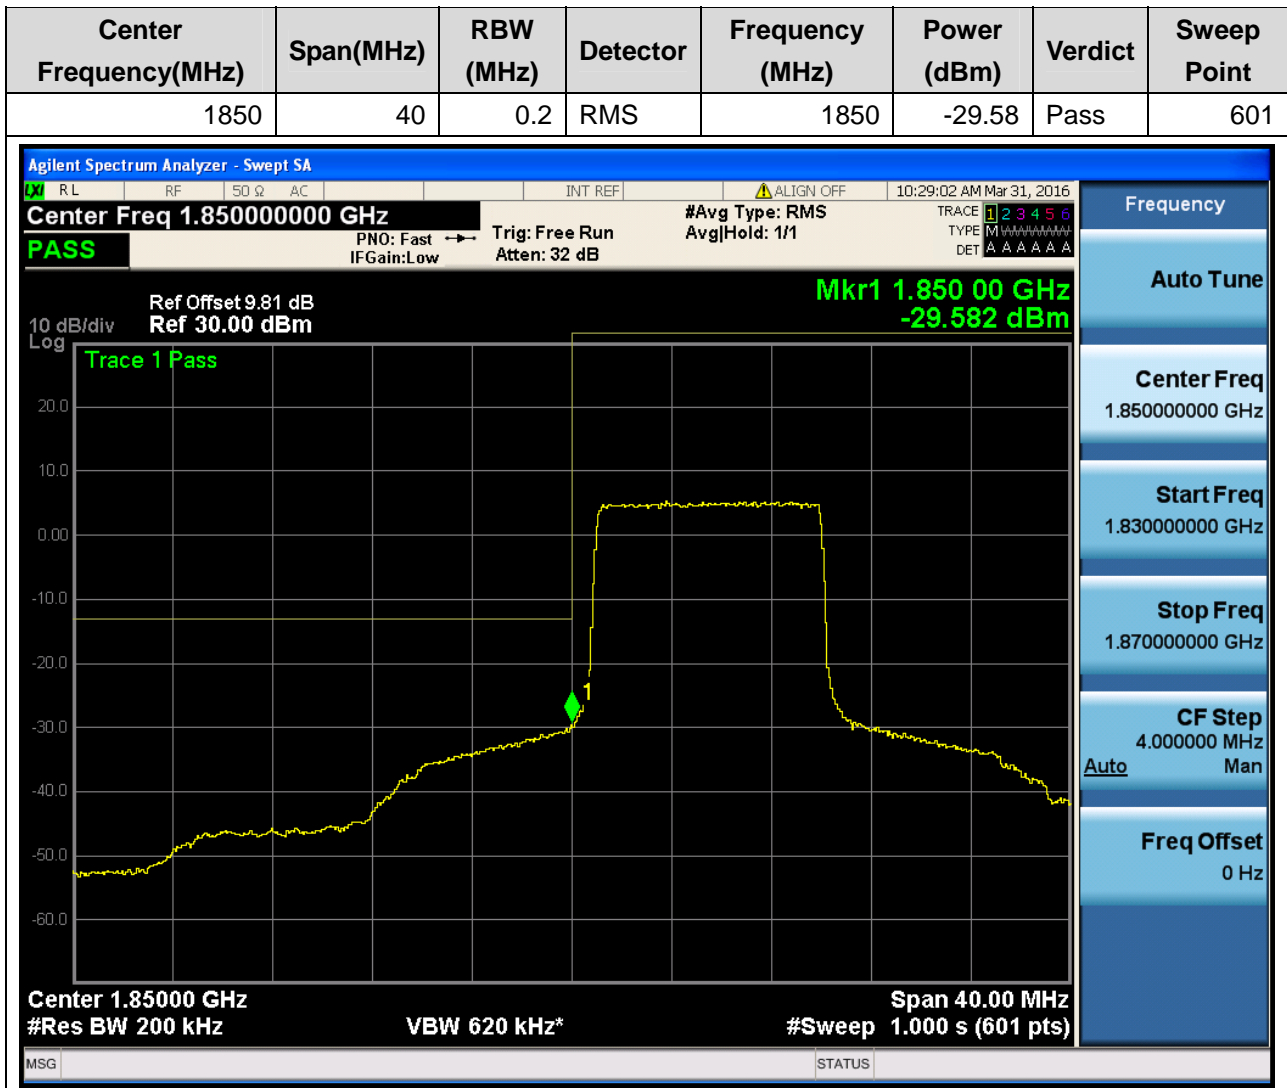 Center Frequency(MHz) Span(MHz) RBW (MHz) Detector Frequency (MHz) Power (dBm) Verdict Sweep Point
1850 40 0.2 RMS 1850 -29.58 Pass 601
Agilent Spectrum Analyzer - Swept SA
LXI RL RF 50 Ω AC INT REF ALIGN OFF 10:29:02 AM Mar 31, 2016
Center Freq 1.850000000 GHz #Avg Type: RMS TRACE 1 2 3 4 5 6
PASS PNO: Fast Trig: Free Run Avg|Hold: 1/1 TYPE M
IFGain:Low Atten: 32 dB DET A A A A A A
Mkr1 1.850 00 GHz
-29.582 dBm
Ref Offset 9.81 dB
10 dB/div Ref 30.00 dBm
Log
Trace 1 Pass
20.0
10.0
0.00
-10.0
-20.0
1
-30.0
-40.0
-50.0
-60.0
Center 1.85000 GHz Span 40.00 MHz
#Res BW 200 kHz VBW 620 kHz* #Sweep 1.000 s (601 pts)
MSG STATUS
Frequency
Auto Tune
Center Freq
1.850000000 GHz
Start Freq
1.830000000 GHz
Stop Freq
1.870000000 GHz
CF Step
4.000000 MHz
Auto Man
Freq Offset
0 Hz